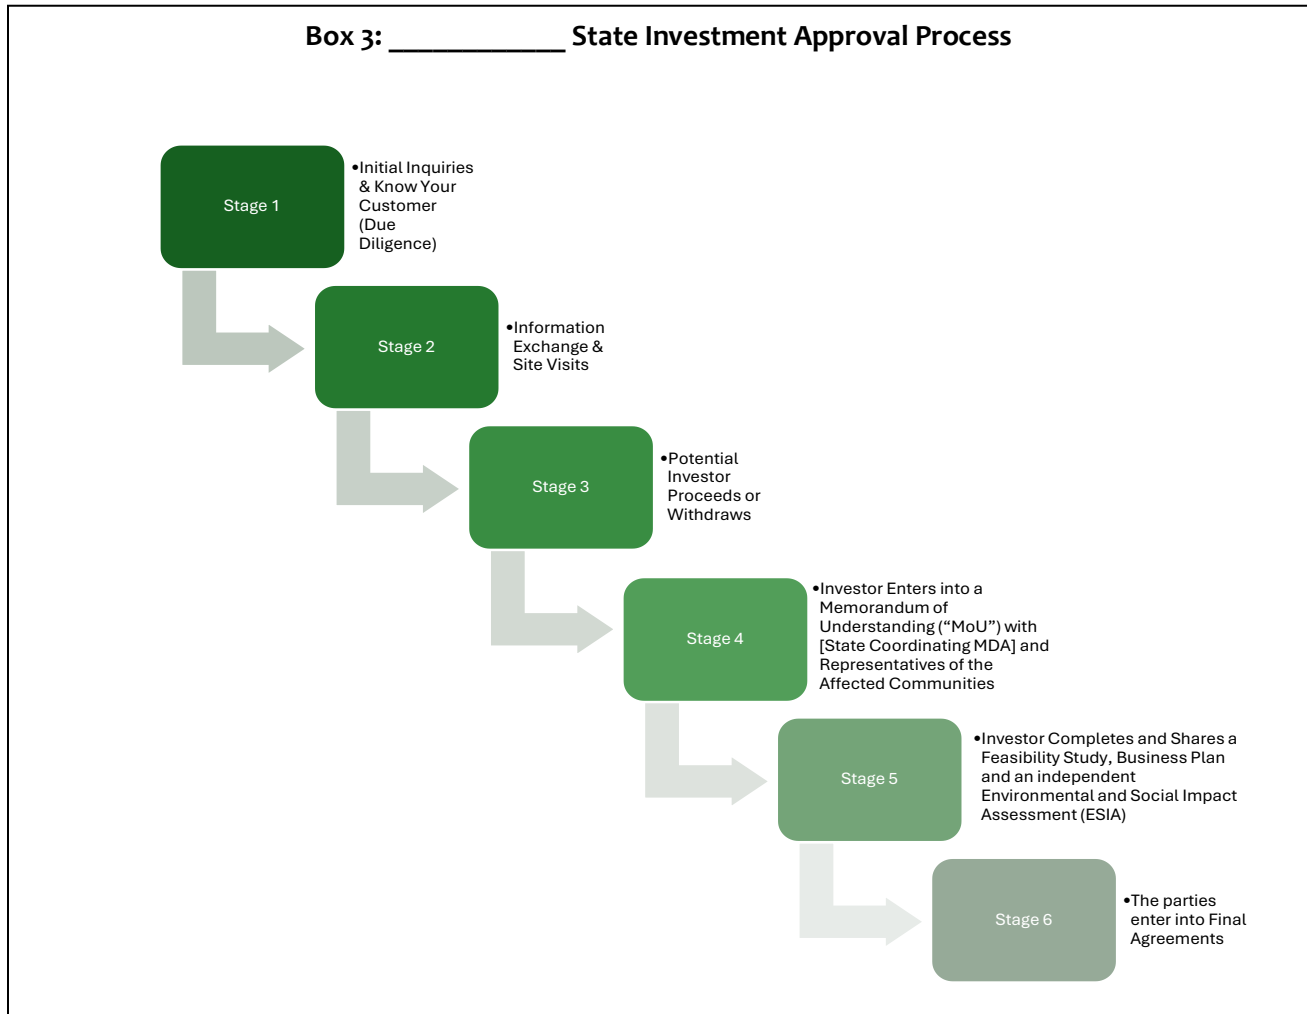 Box 3: ____________ State Investment Approval Process
Stage 1
•Initial Inquiries
& Know Your
Customer
(Due
Diligence)
Stage 2
•Information
Exchange &
Site Visits
Stage 3
•Potential
Investor
Proceeds or
Withdraws
Stage 4
•Investor Enters into a
Memorandum of
Understanding (“MoU”) with
[State Coordinating MDA] and
Representatives of the
Affected Communities
Stage 5
•Investor Completes and Shares a
Feasibility Study, Business Plan
and an independent
Environmental and Social Impact
Assessment (ESIA)
Stage 6
•The parties
enter into Final
Agreements